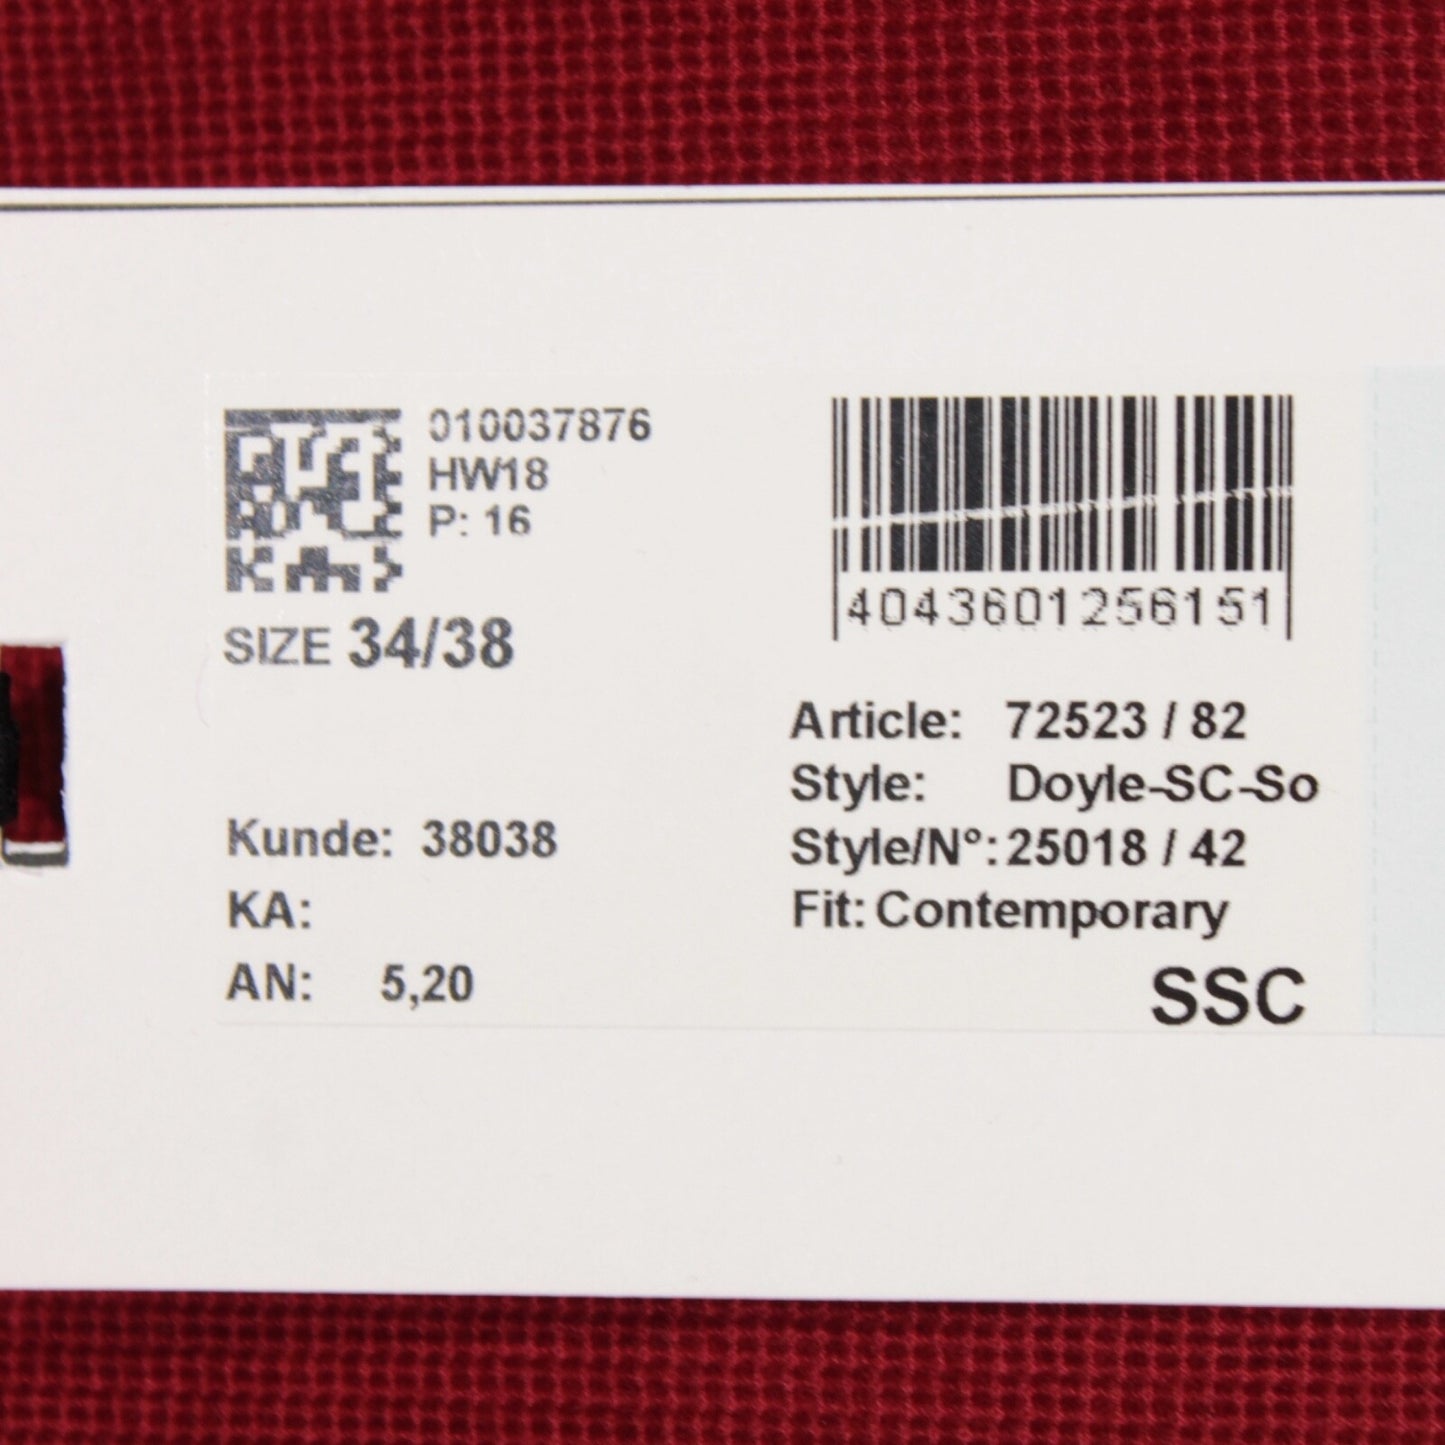 010037876
HW18
P: 16
SIZE 34/38
4043601256151
Article: 72523 / 82
Style: Doyle-SC-So
Style/N°: 25018 / 42
Fit: Contemporary
SSC
Kunde: 38038
KA:
AN: 5,20